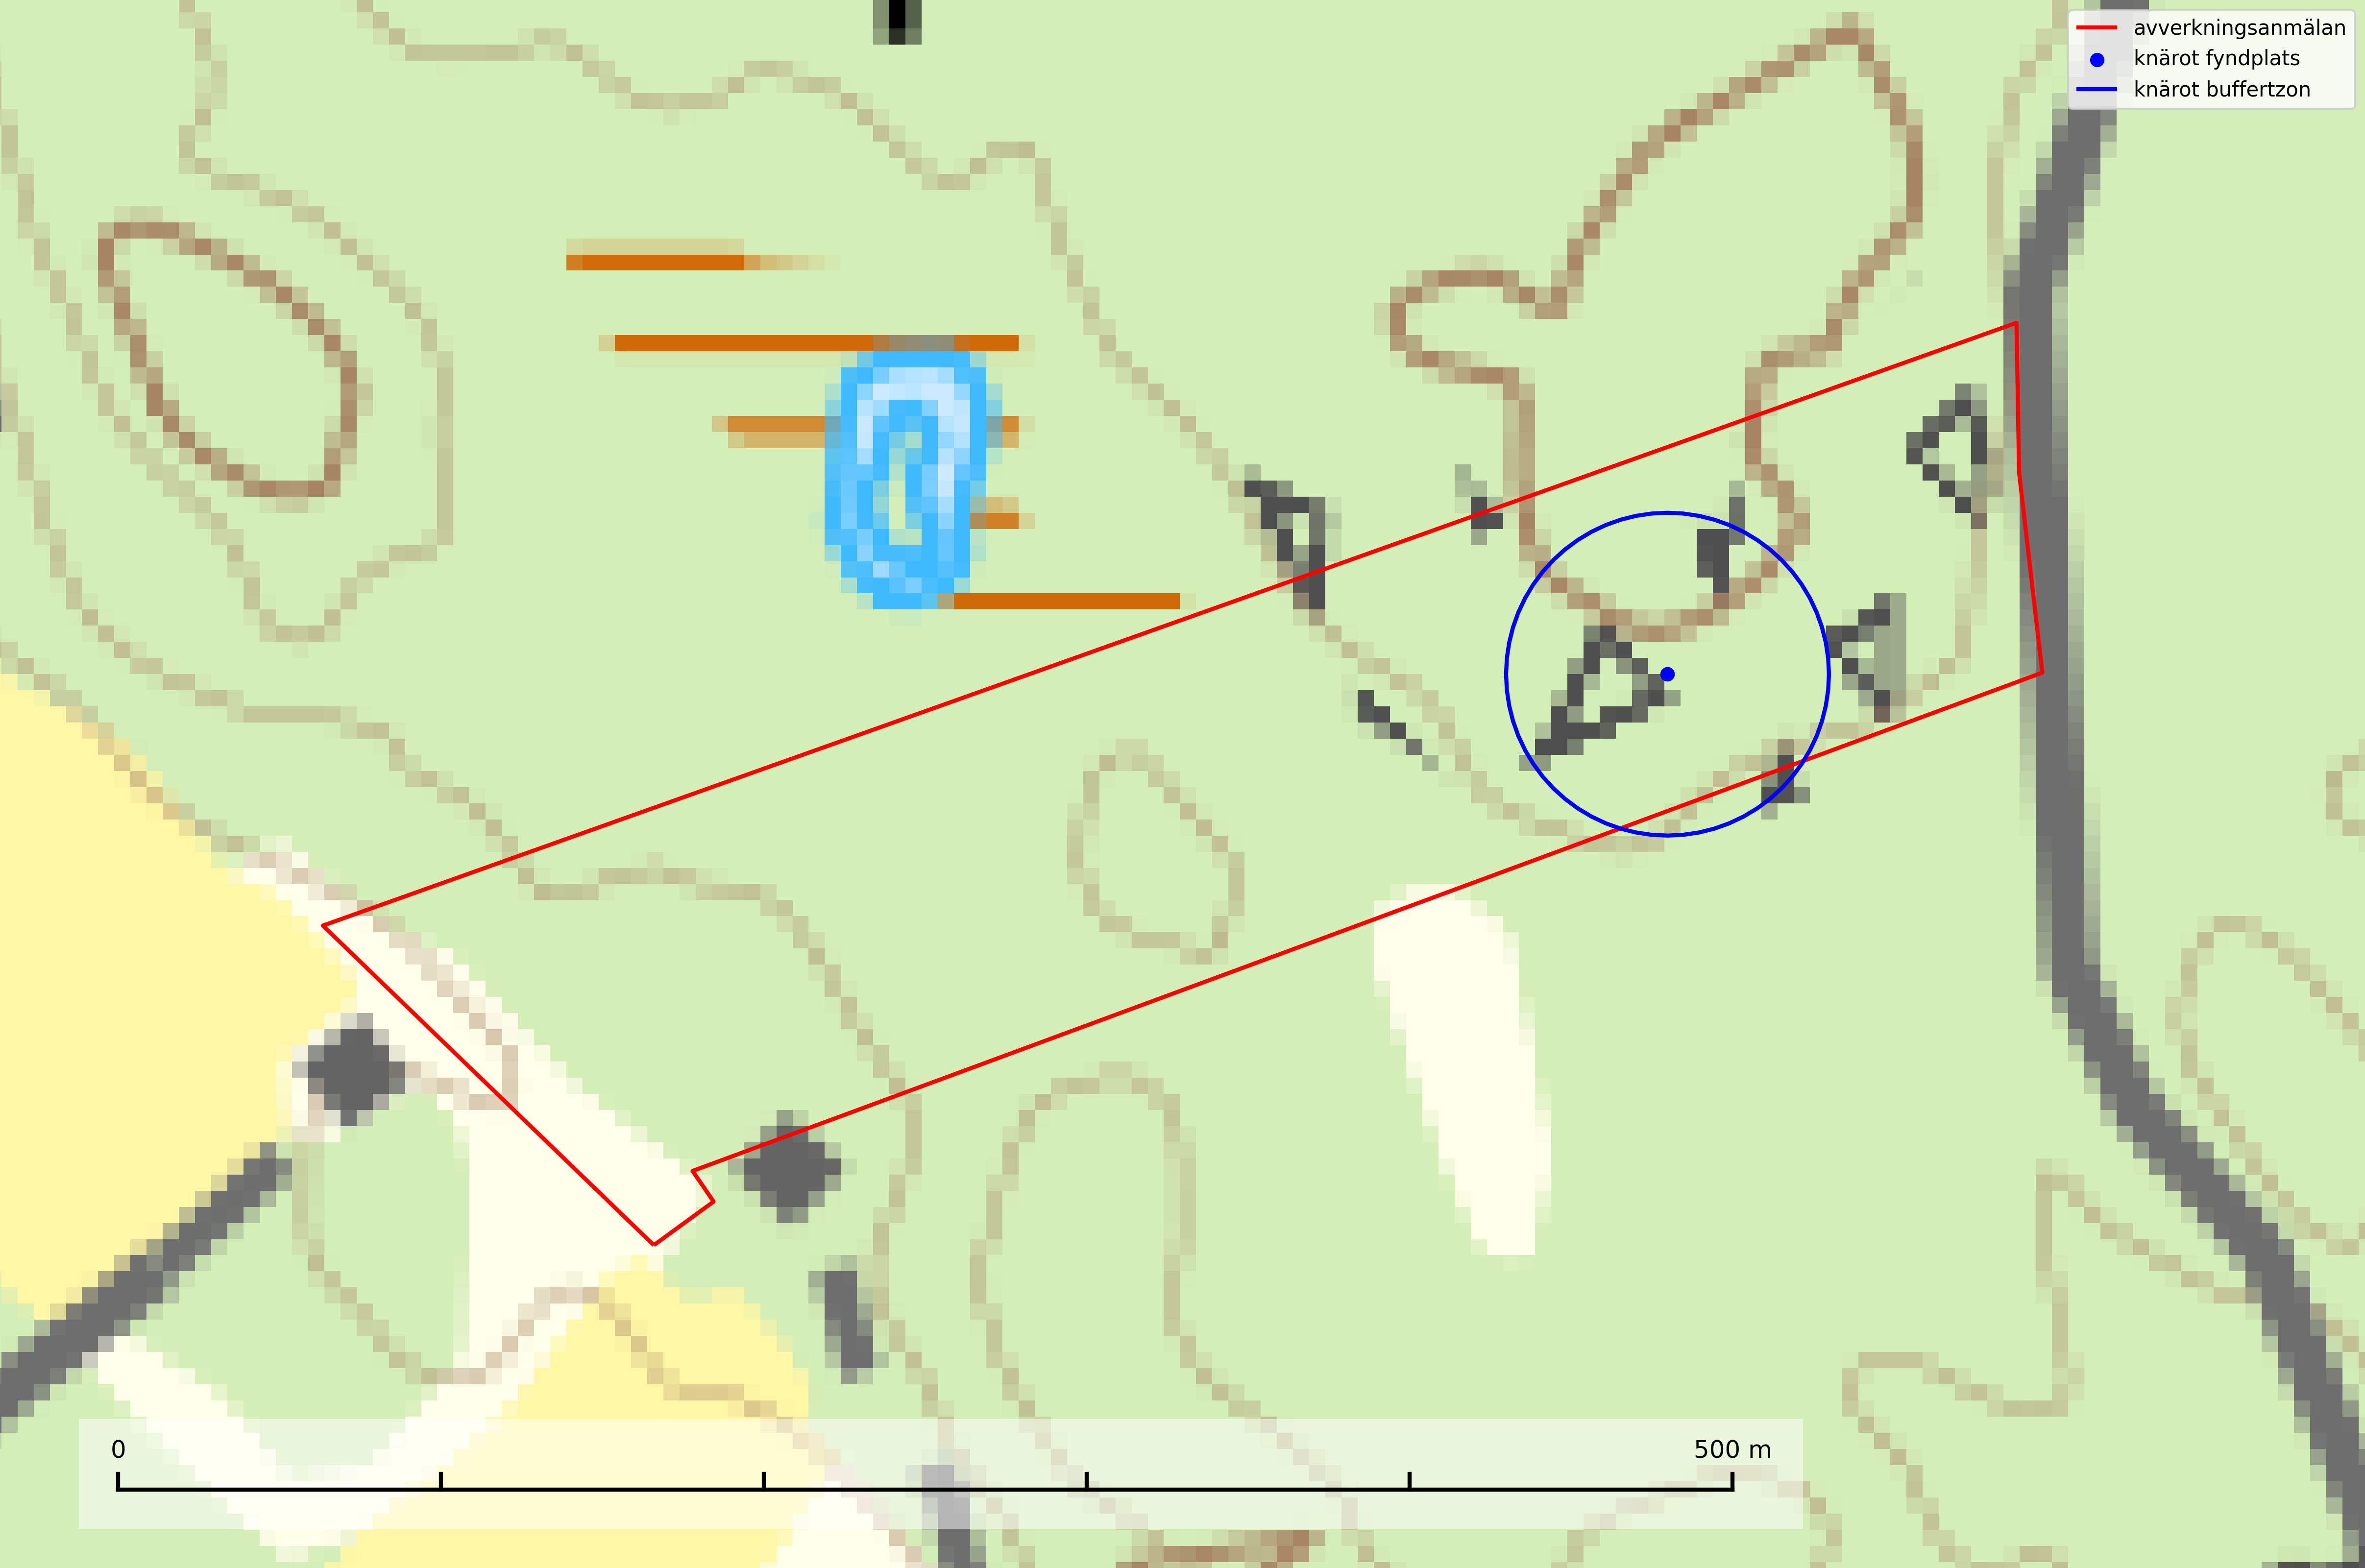 avverkningsanmälan
knärot fyndplats
knärot buffertzon
0 500 m